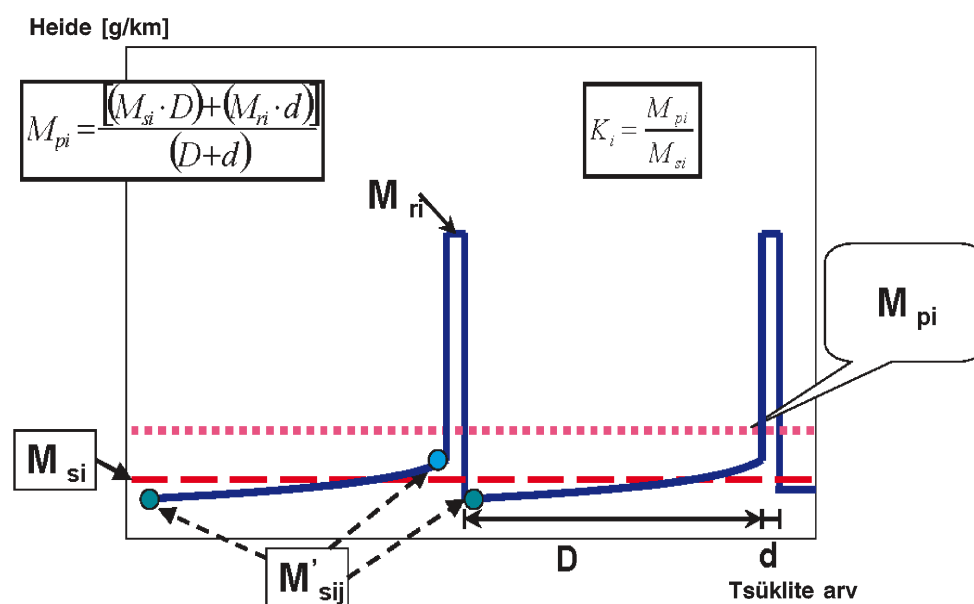 Heide [g/km]
M_pi = [(M_si · D) + (M_ri · d)] / (D + d)
K_i = M_pi / M_si
M ri
M pi
M si
M'sij
D
d
Tsüklite arv